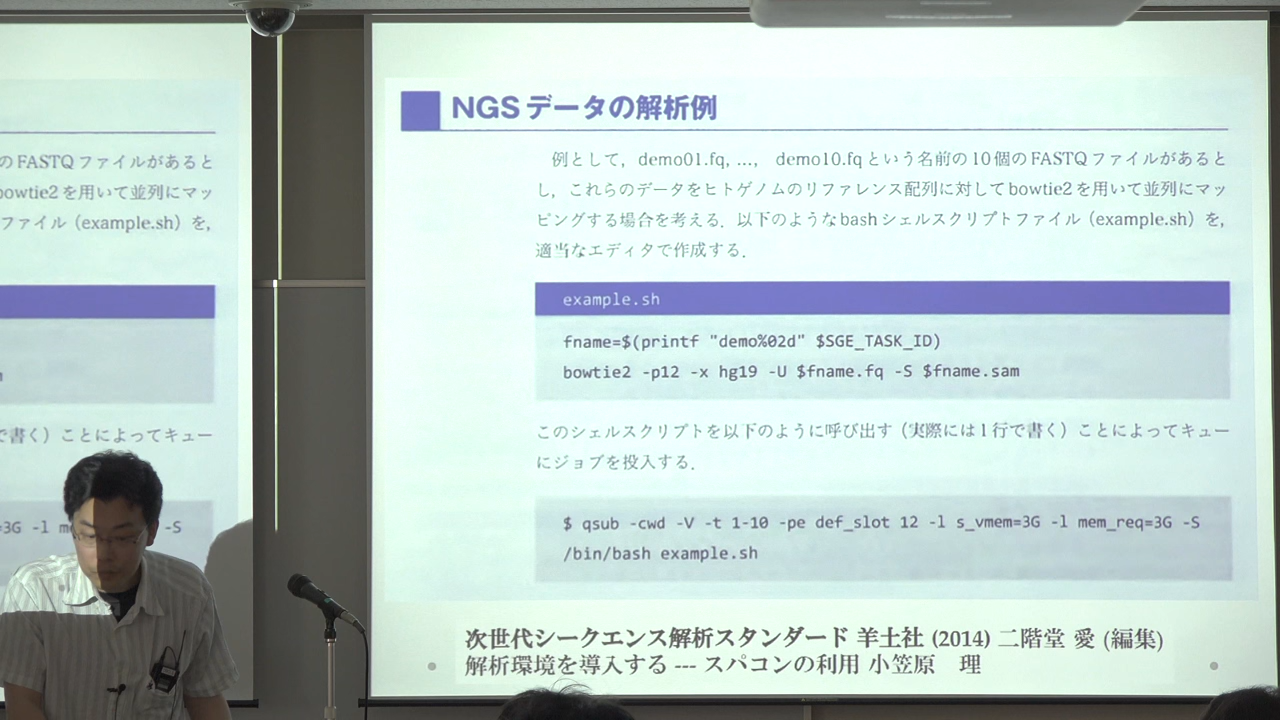 NGSデータの解析例
例として，demo01.fq, …, demo10.fqという名前の10個のFASTQファイルがあると
し，これらのデータをヒトゲノムのリファレンス配列に対してbowtie2を用いて並列にマッ
ピングする場合を考える．以下のようなbashシェルスクリプトファイル（example.sh）を，
適当なエディタで作成する．
example.sh
fname=$(printf "demo%02d" $SGE_TASK_ID)
bowtie2 -p12 -x hg19 -U $fname.fq -S $fname.sam
このシェルスクリプトを以下のように呼び出す（実際には1行で書く）ことによってキュー
にジョブを投入する．
$ qsub -cwd -V -t 1-10 -pe def_slot 12 -l s_vmem=3G -l mem_req=3G -S
/bin/bash example.sh
次世代シークエンス解析スタンダード 羊土社 (2014) 二階堂 愛 (編集)
解析環境を導入する --- スパコンの利用 小笠原　理
のFASTQファイルがあると
bowtie2を用いて並列にマッ
ファイル（example.sh）を，
で書く）ことによってキュー
=3G -l m -S